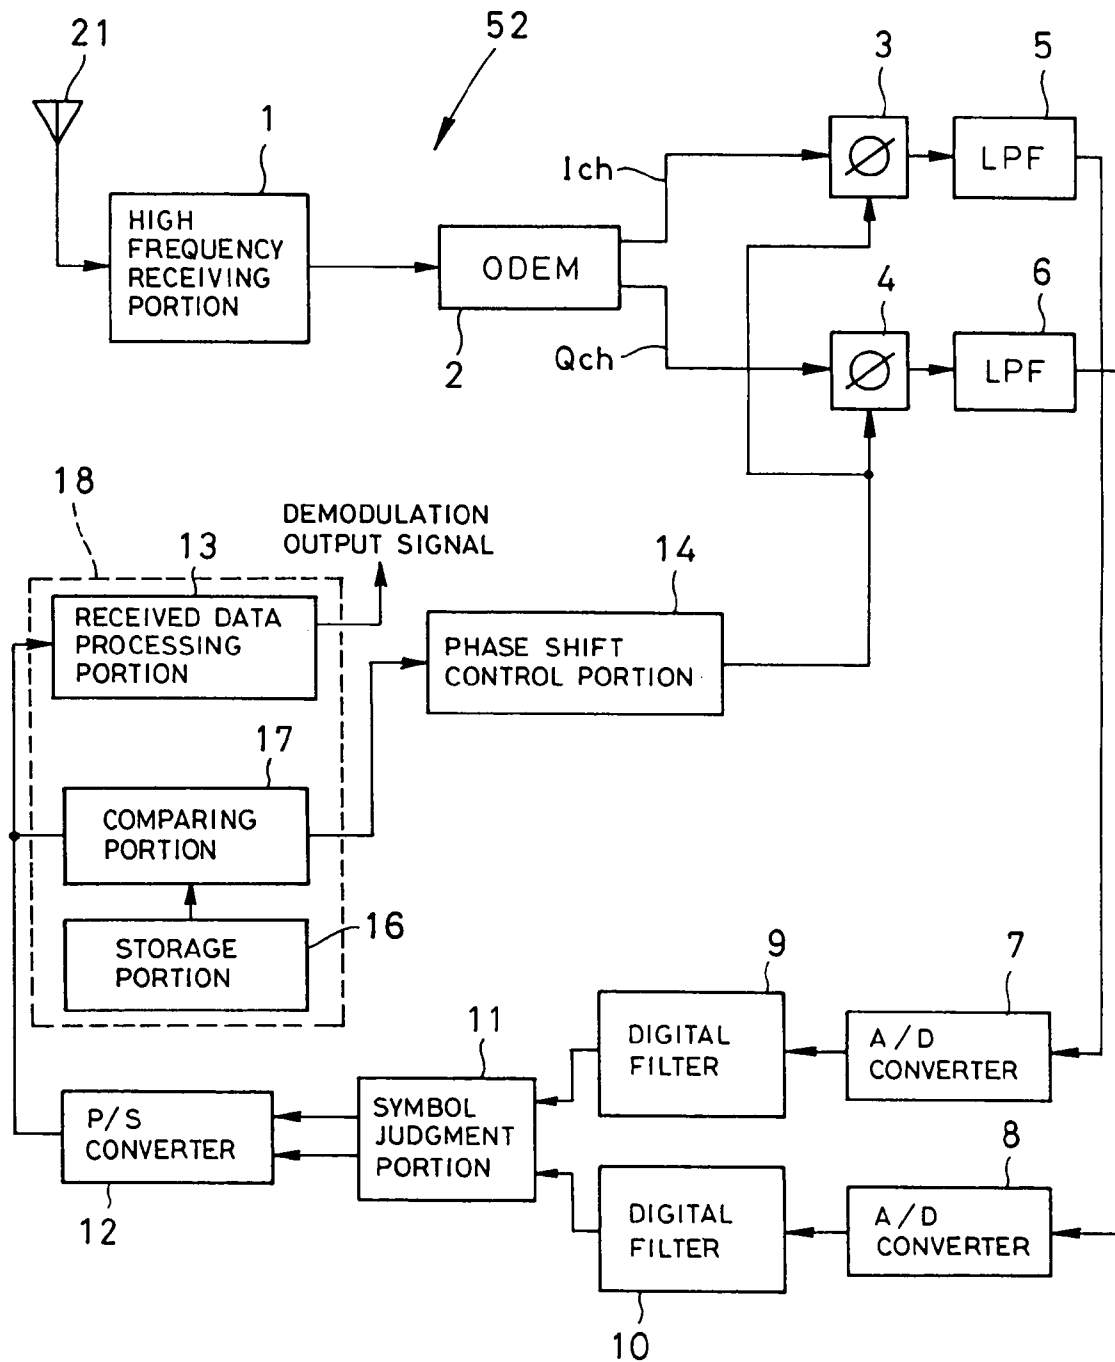 21
52
3
5
1
Ich
LPF
HIGH
FREQUENCY
RECEIVING
PORTION
ODEM
4
6
2
Qch
LPF
18
DEMODULATION
OUTPUT SIGNAL
13
14
RECEIVED DATA
PROCESSING
PORTION
PHASE SHIFT
CONTROL PORTION
17
COMPARING
PORTION
16
STORAGE
PORTION
9
7
11
DIGITAL
FILTER
A/D
CONVERTER
P/S
CONVERTER
SYMBOL
JUDGMENT
PORTION
8
12
DIGITAL
FILTER
A/D
CONVERTER
10